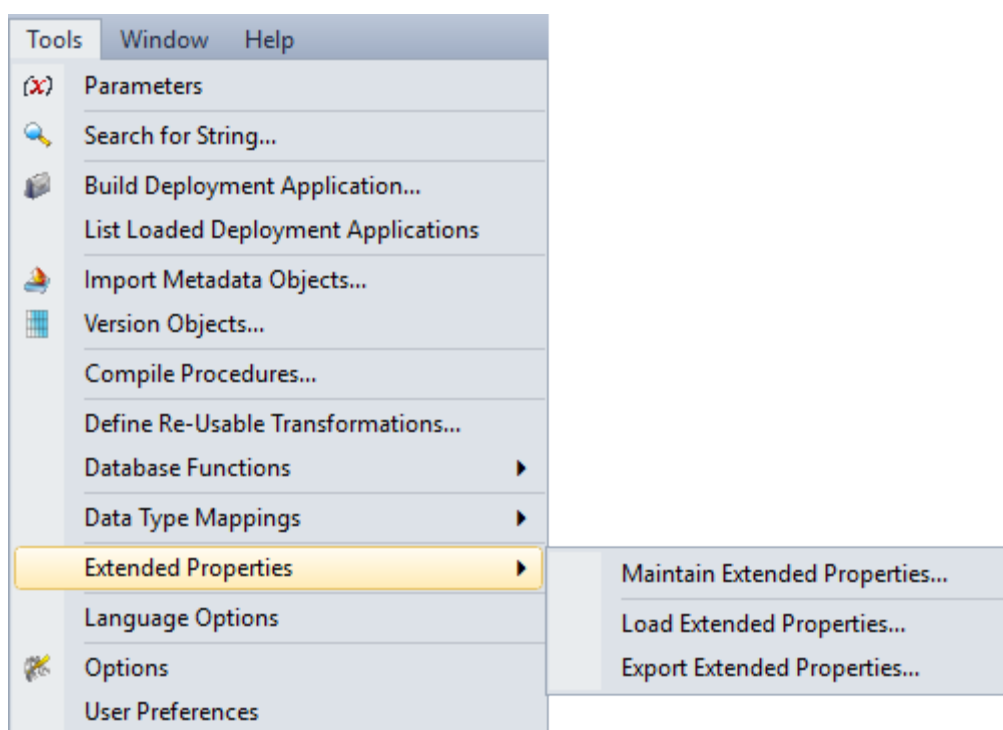 Tools Window Help
(x) Parameters
Search for String...
Build Deployment Application...
List Loaded Deployment Applications
Import Metadata Objects...
Version Objects...
Compile Procedures...
Define Re-Usable Transformations...
Database Functions
Data Type Mappings
Extended Properties
Maintain Extended Properties...
Language Options
Load Extended Properties...
Options
Export Extended Properties...
User Preferences